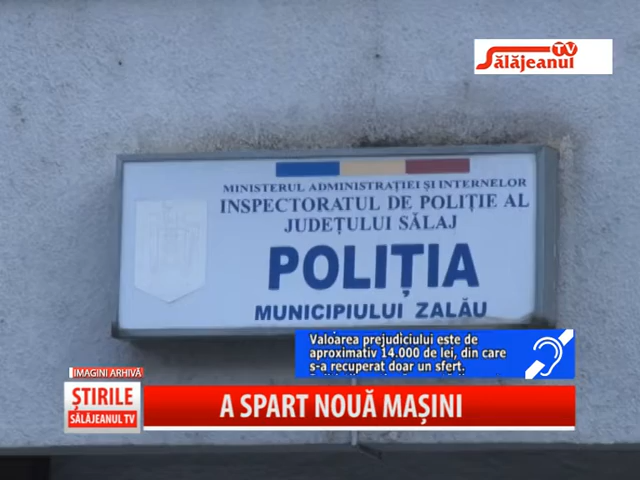 Sălăjeanul TV
MINISTERUL ADMINISTRAȚIEI ȘI INTERNELOR
INSPECTORATUL DE POLIȚIE AL
JUDEȚULUI SĂLAJ
POLIȚIA
MUNICIPIULUI ZALĂU
Valoarea prejudiciului este de
aproximativ 14.000 de lei, din care
s-a recuperat doar un sfert.
IMAGINI ARHIVĂ
ȘTIRILE
SĂLĂJEANUL TV
A SPART NOUĂ MAȘINI